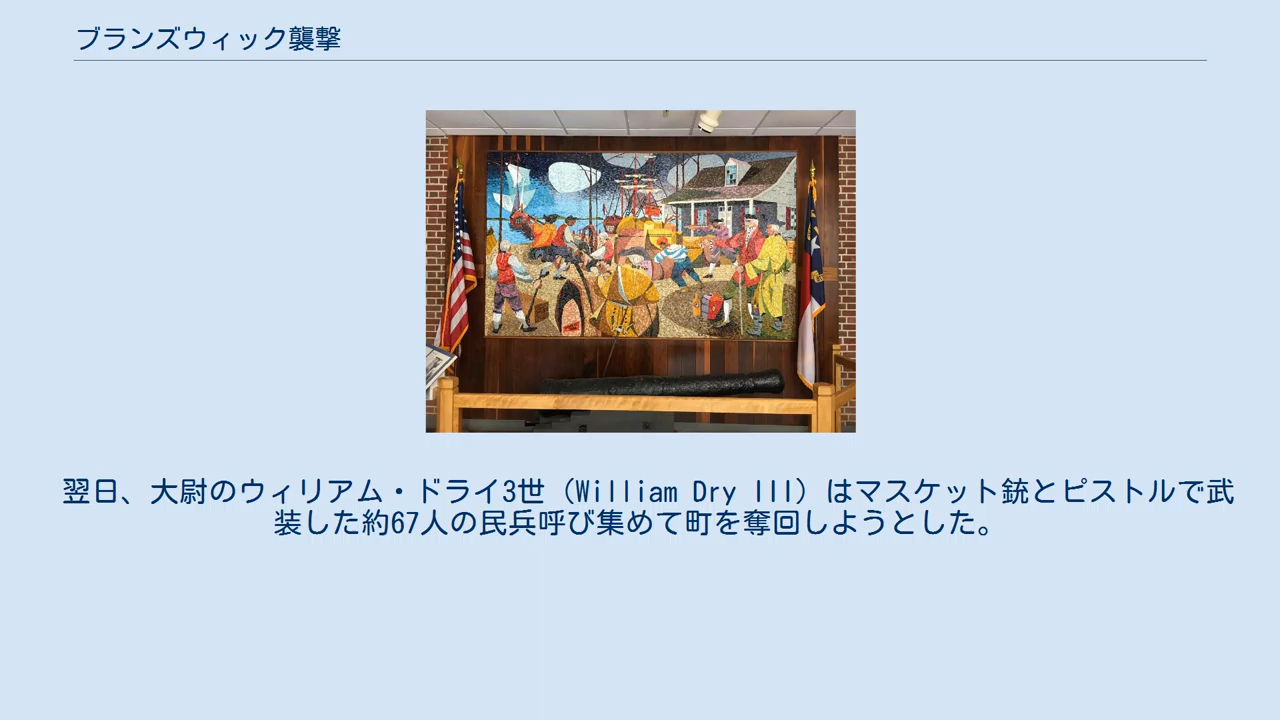 ブランズウィック襲撃
翌日、大尉のウィリアム・ドライ3世（William Dry III）はマスケット銃とピストルで武
装した約67人の民兵呼び集めて町を奪回しようとした。